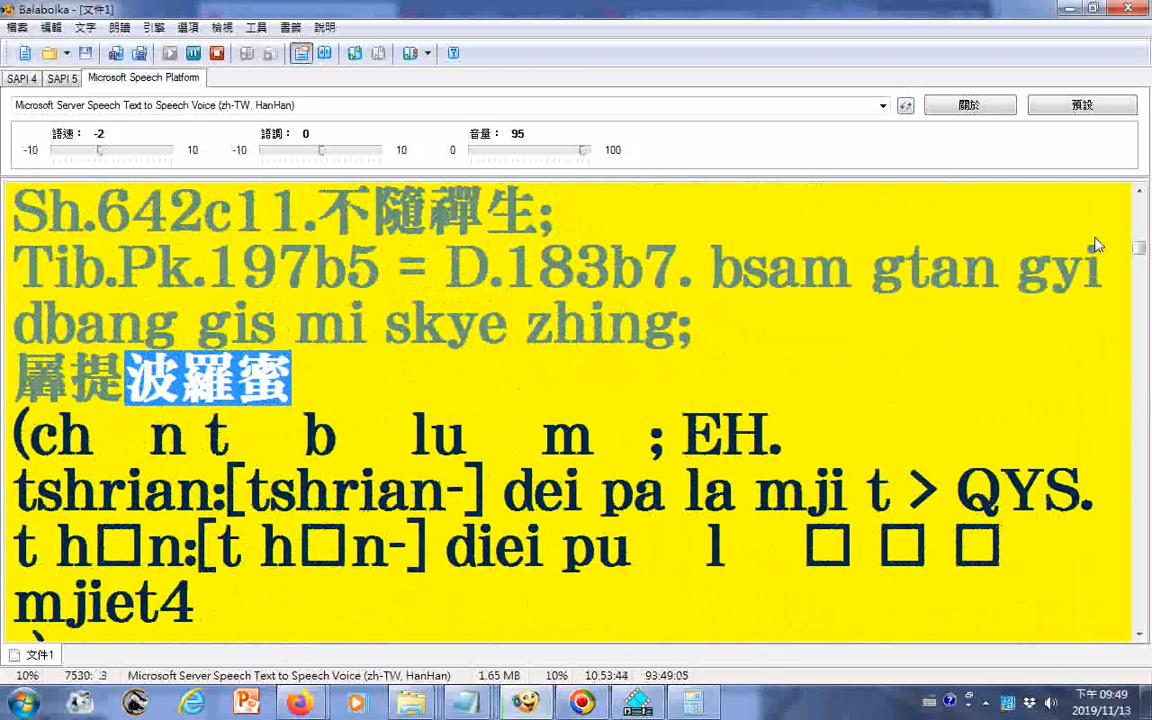 Balabolka - [文件1]
檔案 編輯 文字 朗讀 引擎 選項 檢視 工具 書籤 說明
SAPI 4 SAPI 5 Microsoft Speech Platform
Microsoft Server Speech Text to Speech Voice (zh-TW, HanHan) 關於 預設
語速： -2 語調： 0 音量： 95
-10 10 -10 10 0 100
Sh.642c11.不隨禪生;
Tib.Pk.197b5 = D.183b7. bsam gtan gyi
dbang gis mi skye zhing;
羼提波羅蜜
(ch n t b lu m ; EH.
tshrian:[tshrian-] dei pa la mji t > QYS.
t h□n:[t h□n-] diei pu l □ □ □
mjiet4
)
文件1
10% 7530: .3 Microsoft Server Speech Text to Speech Voice (zh-TW, HanHan) 1.65 MB 10% 10:53:44 93:49:05
下午 09:49
2019/11/13